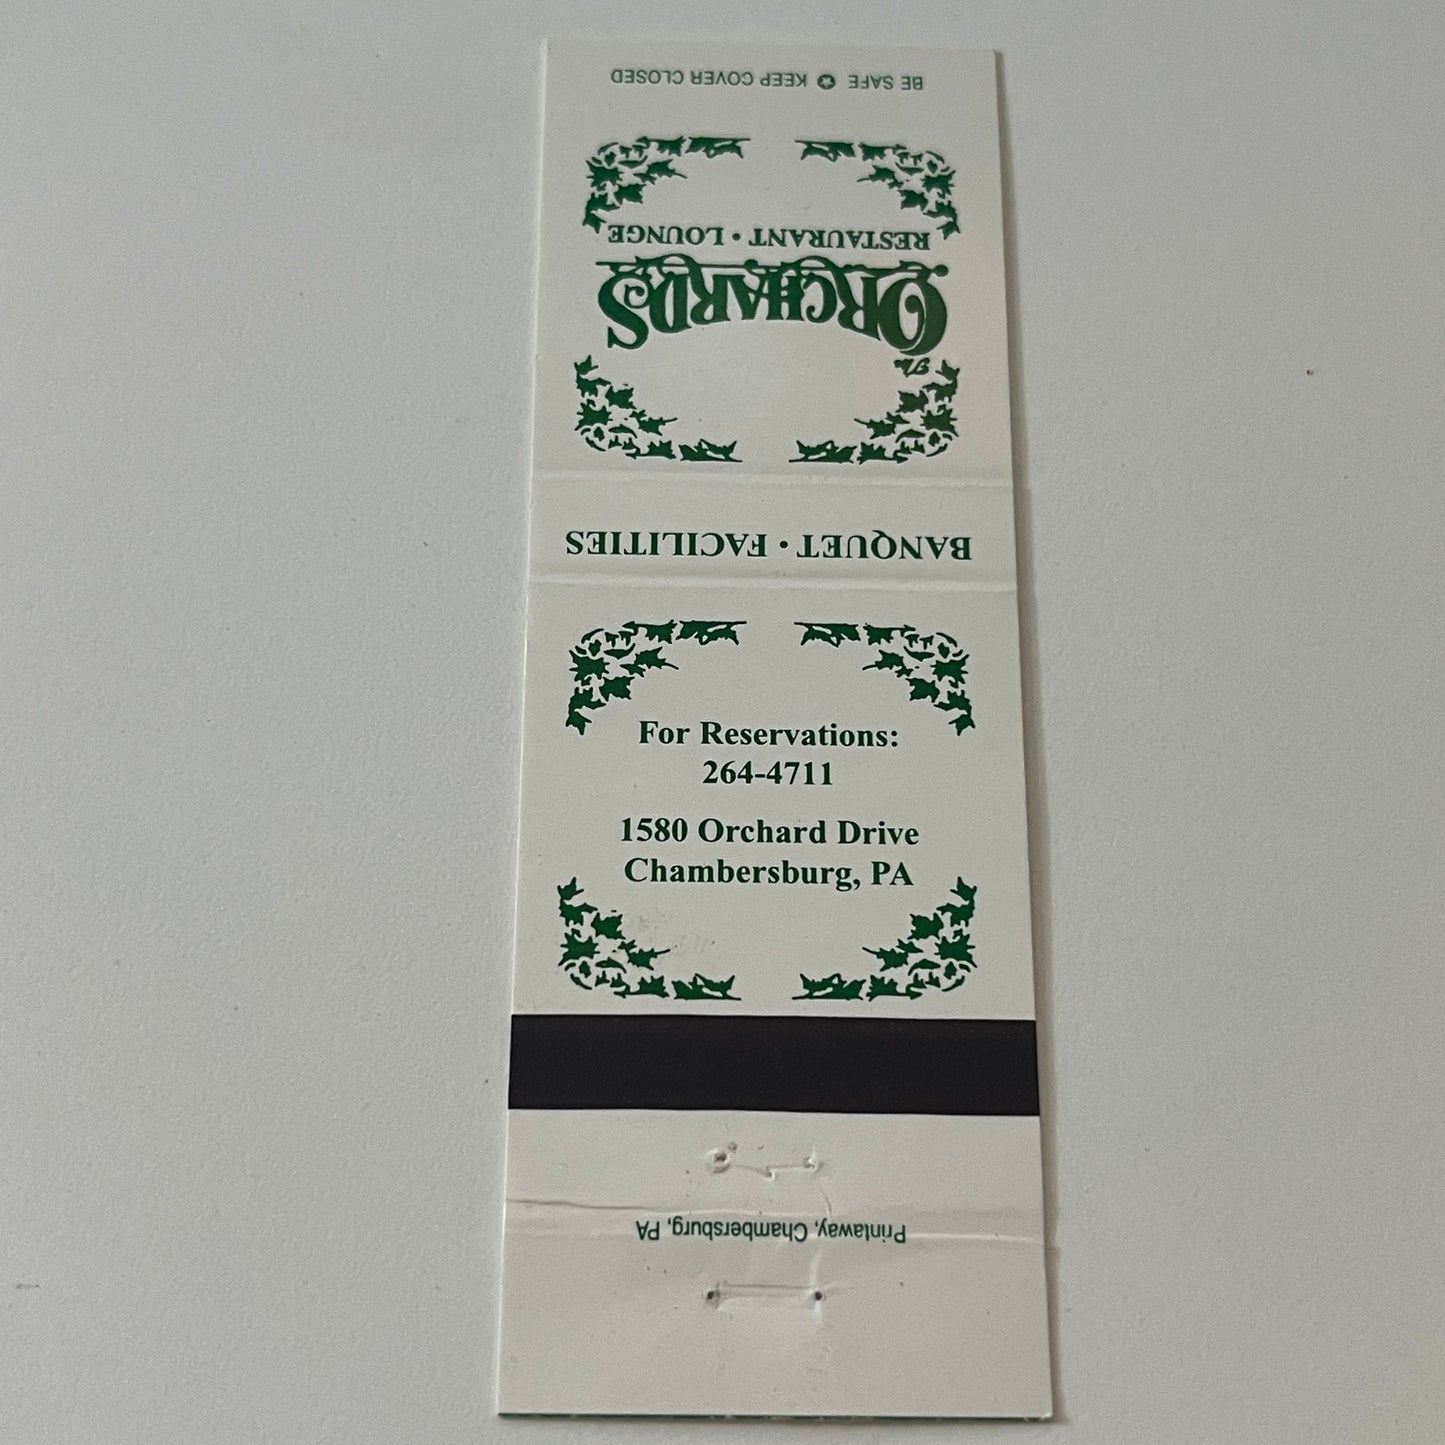 BE SAFE ✪ KEEP COVER CLOSED
The
ORCHARDS
RESTAURANT • LOUNGE
BANQUET • FACILITIES
For Reservations:
264-4711
1580 Orchard Drive
Chambersburg, PA
Printaway, Chambersburg, PA